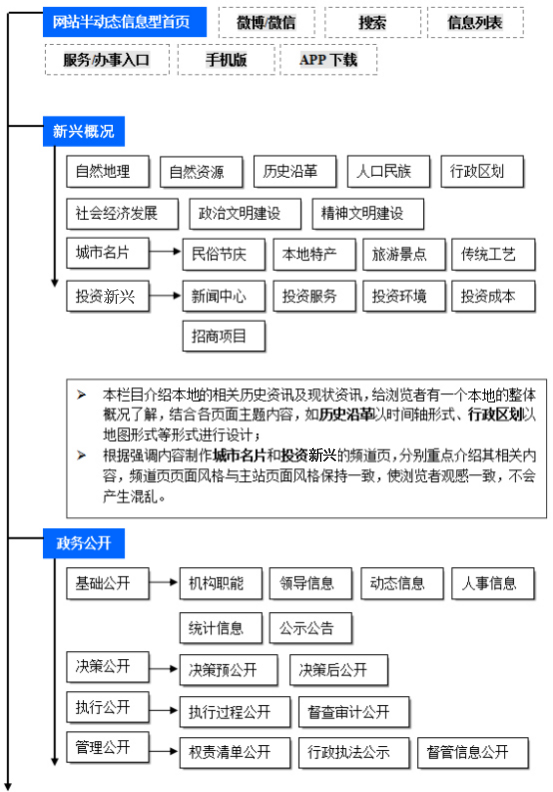 网站半动态信息型首页 微博/微信 搜索 信息列表
服务/办事入口 手机版 APP 下载
新兴概况
自然地理 自然资源 历史沿革 人口民族 行政区划
社会经济发展 政治文明建设 精神文明建设
城市名片 民俗节庆 本地特产 旅游景点 传统工艺
投资新兴 新闻中心 投资服务 投资环境 投资成本
招商项目
本栏目介绍本地的相关历史资讯及现状资讯，给浏览者有一个本地的整体
概况了解，结合各页面主题内容，如历史沿革以时间轴形式、行政区划以
地图形式等形式进行设计；
根据强调内容制作城市名片和投资新兴的频道页，分别重点介绍其相关内
容，频道页页面风格与主站页面风格保持一致，使浏览者观感一致，不会
产生混乱。
政务公开
基础公开 机构职能 领导信息 动态信息 人事信息
统计信息 公示公告
决策公开 决策预公开 决策后公开
执行公开 执行过程公开 督查审计公开
管理公开 权责清单公开 行政执法公示 督管信息公开